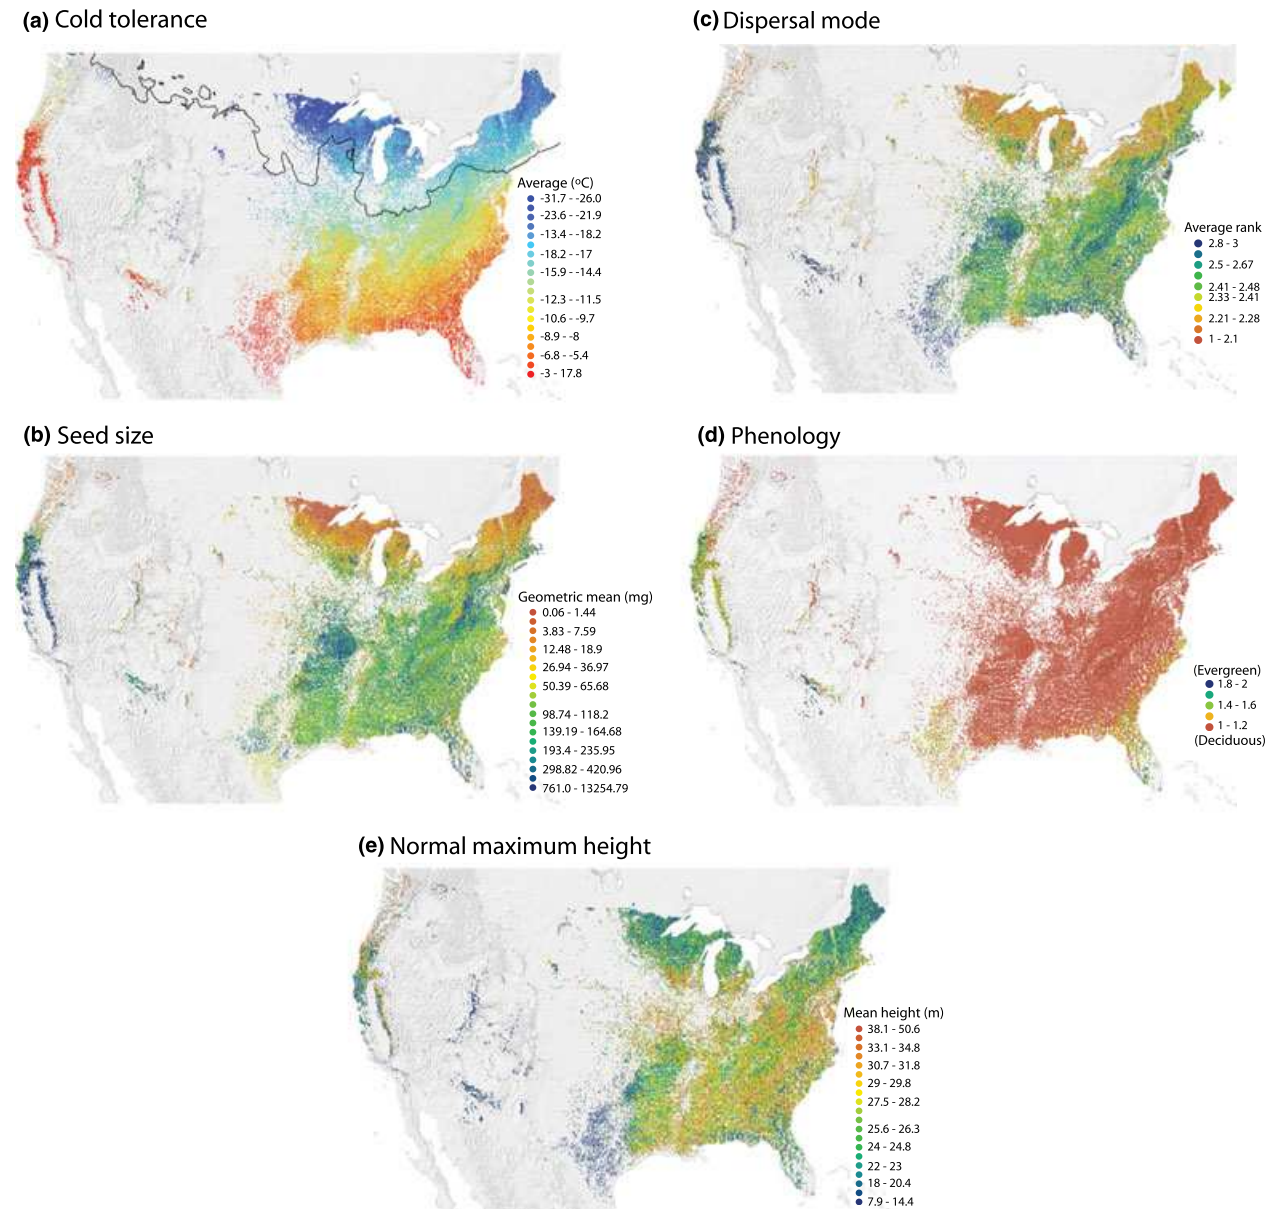 (a) Cold tolerance
Average (ºC)
-31.7 - -26.0
-23.6 - -21.9
-13.4 - -18.2
-18.2 - -17
-15.9 - -14.4
-12.3 - -11.5
-10.6 - -9.7
-8.9 - -8
-6.8 - -5.4
-3 - 17.8
(c) Dispersal mode
Average rank
2.8 - 3
2.5 - 2.67
2.41 - 2.48
2.33 - 2.41
2.21 - 2.28
1 - 2.1
(b) Seed size
Geometric mean (mg)
0.06 - 1.44
3.83 - 7.59
12.48 - 18.9
26.94 - 36.97
50.39 - 65.68
98.74 - 118.2
139.19 - 164.68
193.4 - 235.95
298.82 - 420.96
761.0 - 13254.79
(d) Phenology
(Evergreen)
1.8 - 2
1.4 - 1.6
1 - 1.2
(Deciduous)
(e) Normal maximum height
Mean height (m)
38.1 - 50.6
33.1 - 34.8
30.7 - 31.8
29 - 29.8
27.5 - 28.2
25.6 - 26.3
24 - 24.8
22 - 23
18 - 20.4
7.9 - 14.4